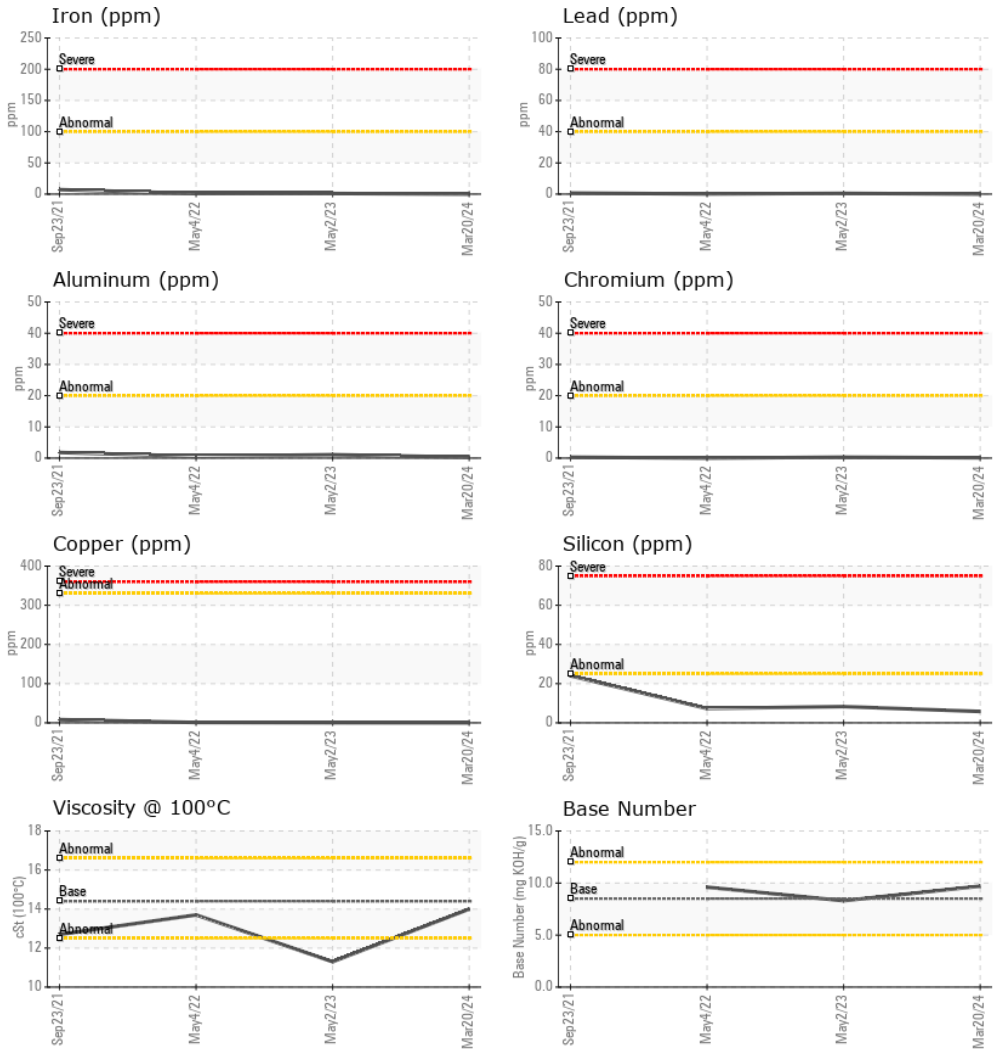 Iron (ppm)
250
200
150
100
50
0
ppm
Severe
Abnormal
Sep23/21
May4/22
May2/23
Mar20/24
Lead (ppm)
100
80
60
40
20
0
ppm
Severe
Abnormal
Sep23/21
May4/22
May2/23
Mar20/24
Aluminum (ppm)
50
40
30
20
10
0
ppm
Severe
Abnormal
Sep23/21
May4/22
May2/23
Mar20/24
Chromium (ppm)
50
40
30
20
10
0
ppm
Severe
Abnormal
Sep23/21
May4/22
May2/23
Mar20/24
Copper (ppm)
400
300
200
100
0
ppm
Severe
Abnormal
Sep23/21
May4/22
May2/23
Mar20/24
Silicon (ppm)
80
60
40
20
0
ppm
Severe
Abnormal
Sep23/21
May4/22
May2/23
Mar20/24
Viscosity @ 100°C
18
16
14
12
10
cSt (100°C)
Abnormal
Base
Abnormal
Sep23/21
May4/22
May2/23
Mar20/24
Base Number
15.0
10.0
5.0
0.0
Base Number (mg KOH/g)
Abnormal
Base
Abnormal
Sep23/21
May4/22
May2/23
Mar20/24